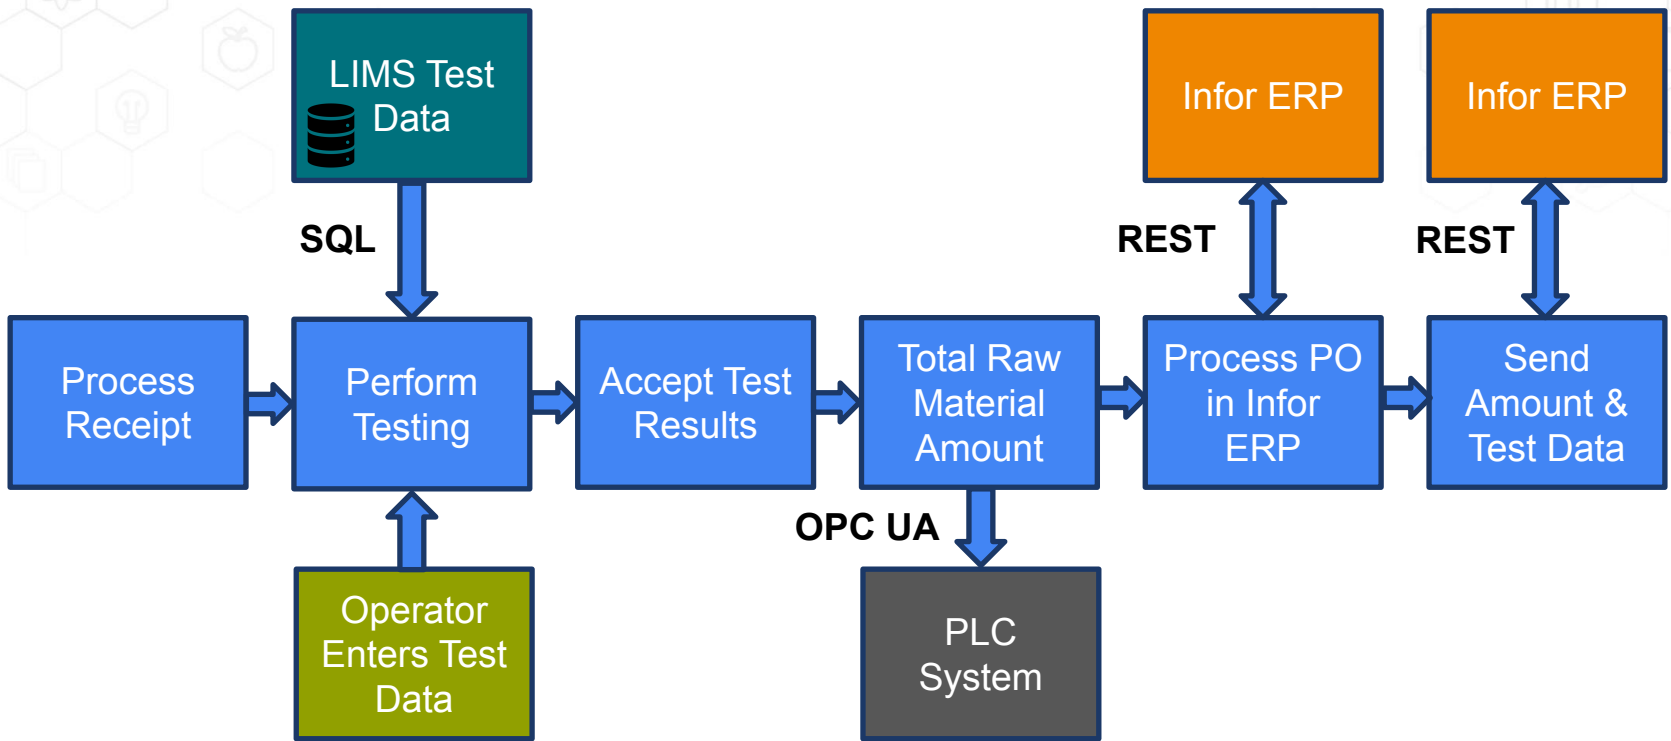 LIMS Test
Data
Infor ERP
Infor ERP
SQL
REST
REST
Process
Receipt
Perform
Testing
Accept Test
Results
Total Raw
Material
Amount
Process PO
in Infor
ERP
Send
Amount &
Test Data
OPC UA
Operator
Enters Test
Data
PLC
System